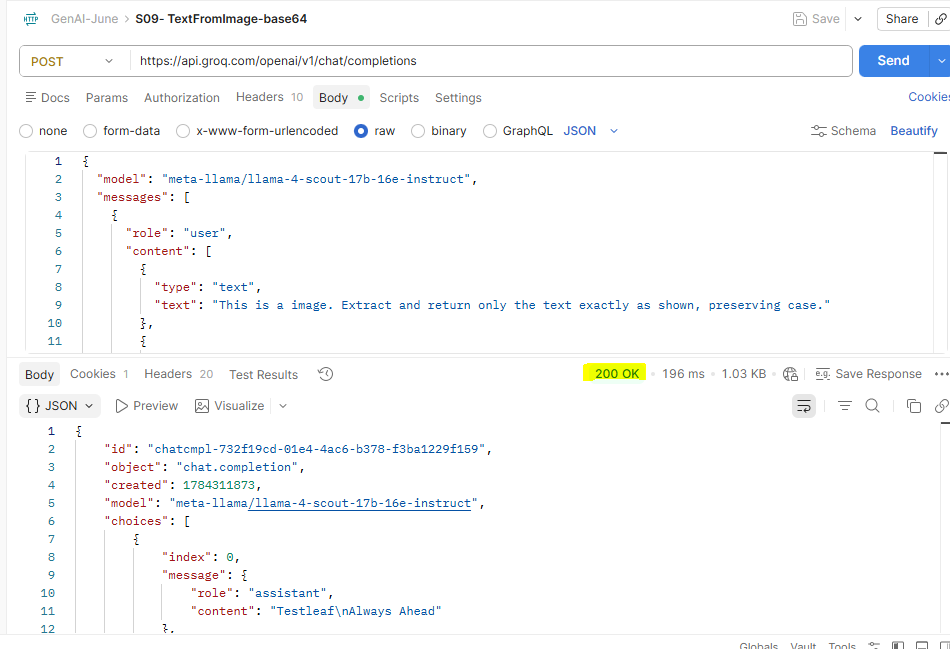 HTTP GenAI-June › S09- TextFromImage-base64 Save Share
POST https://api.groq.com/openai/v1/chat/completions Send
Docs Params Authorization Headers 10 Body Scripts Settings Cookies
none form-data x-www-form-urlencoded raw binary GraphQL JSON Schema Beautify
1 {
2 "model": "meta-llama/llama-4-scout-17b-16e-instruct",
3 "messages": [
4 {
5 "role": "user",
6 "content": [
7 {
8 "type": "text",
9 "text": "This is a image. Extract and return only the text exactly as shown, preserving case."
10 },
11 {
Body Cookies 1 Headers 20 Test Results 200 OK • 196 ms • 1.03 KB • e.g. Save Response
{} JSON Preview Visualize
1 {
2 "id": "chatcmpl-732f19cd-01e4-4ac6-b378-f3ba1229f159",
3 "object": "chat.completion",
4 "created": 1784311873,
5 "model": "meta-llama/llama-4-scout-17b-16e-instruct",
6 "choices": [
7 {
8 "index": 0,
9 "message": {
10 "role": "assistant",
11 "content": "Testleaf\nAlways Ahead"
12 },
Globals Vault Tools